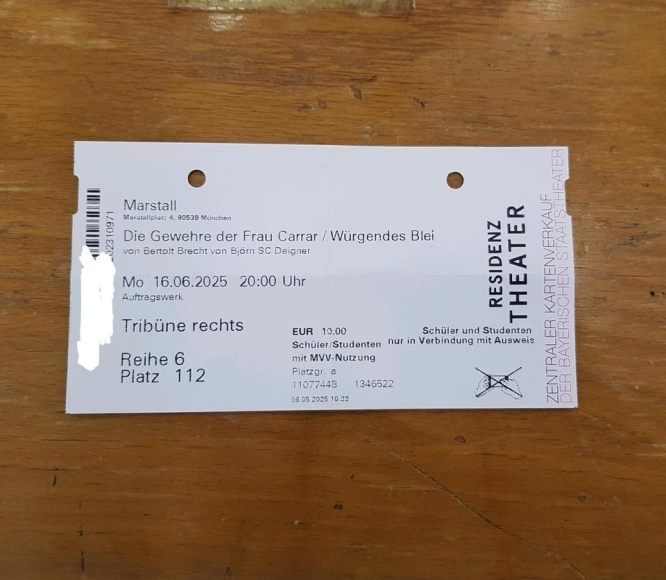 Marstall
Marstallplatz 4, 80539 München
Die Gewehre der Frau Carrar / Würgendes Blei
von Bertolt Brecht von Björn SC Deigner
Mo 16.06.2025 20:00 Uhr
Auftragswerk
Tribüne rechts
Reihe 6
Platz 112
EUR 10,00
Schüler/Studenten
mit MVV-Nutzung
Platzgr. a
11077448 1346522
06.05.2025 10:22
Schüler und Studenten
nur in Verbindung mit Ausweis
RESIDENZ
THEATER
ZENTRALER KARTENVERKAUF
DER BAYERISCHEN STAATSTHEATER